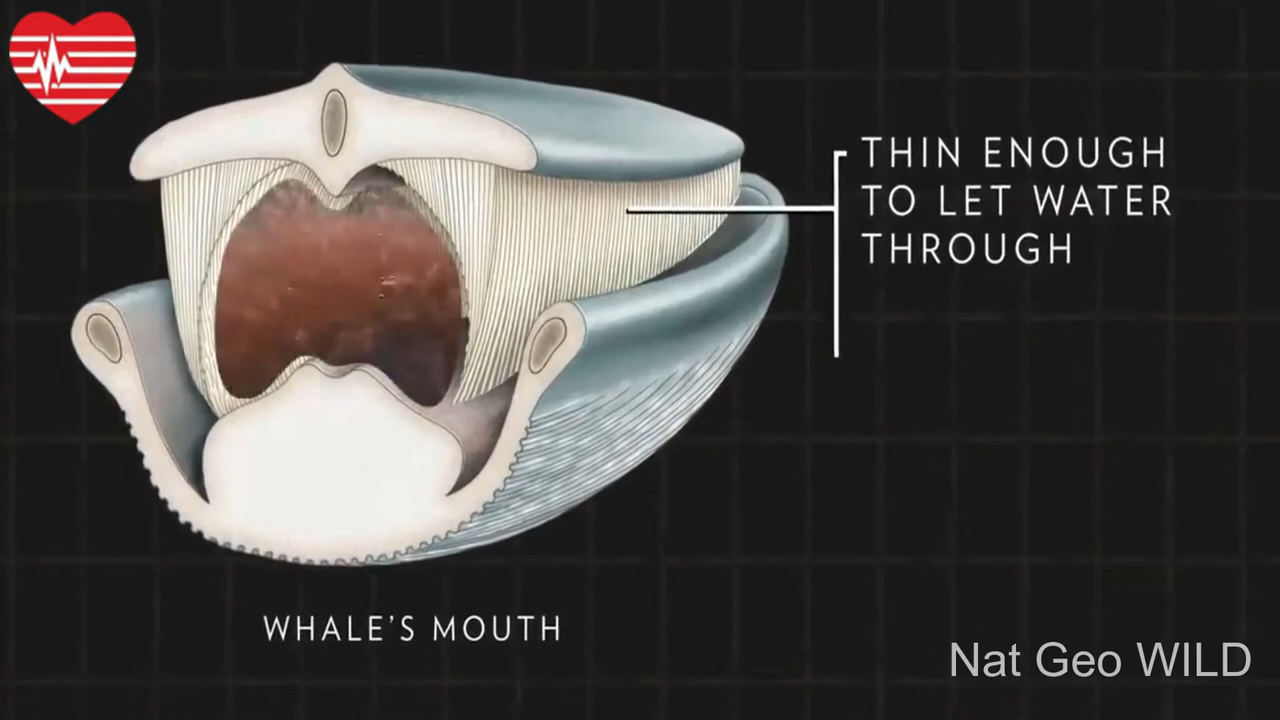 THIN ENOUGH
TO LET WATER
THROUGH
WHALE'S MOUTH
Nat Geo WILD